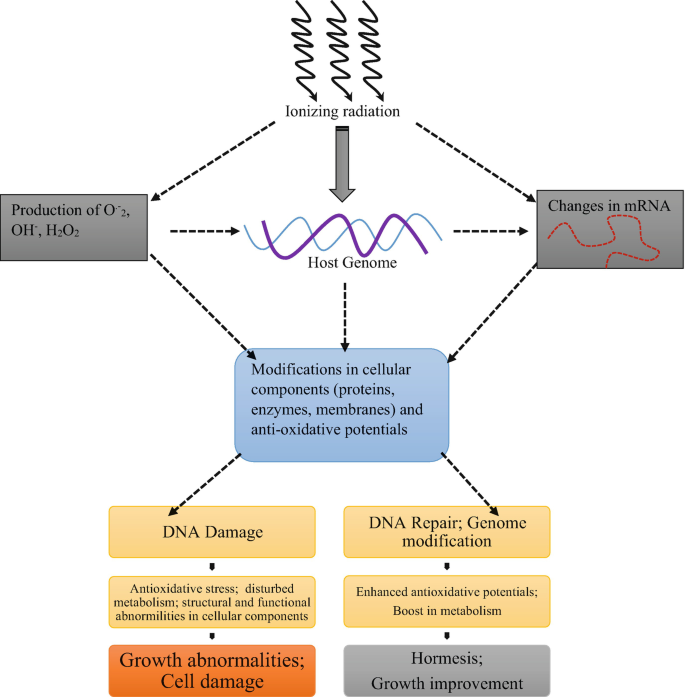 Ionizing radiation
Production of O·⁻₂,
OH·, H₂O₂
Changes in mRNA
Host Genome
Modifications in cellular
components (proteins,
enzymes, membranes) and
anti-oxidative potentials
DNA Damage
DNA Repair; Genome
modification
Antioxidative stress; disturbed
metabolism; structural and functional
abnormilities in cellular components
Enhanced antioxidative potentials;
Boost in metabolism
Growth abnormalities;
Cell damage
Hormesis;
Growth improvement